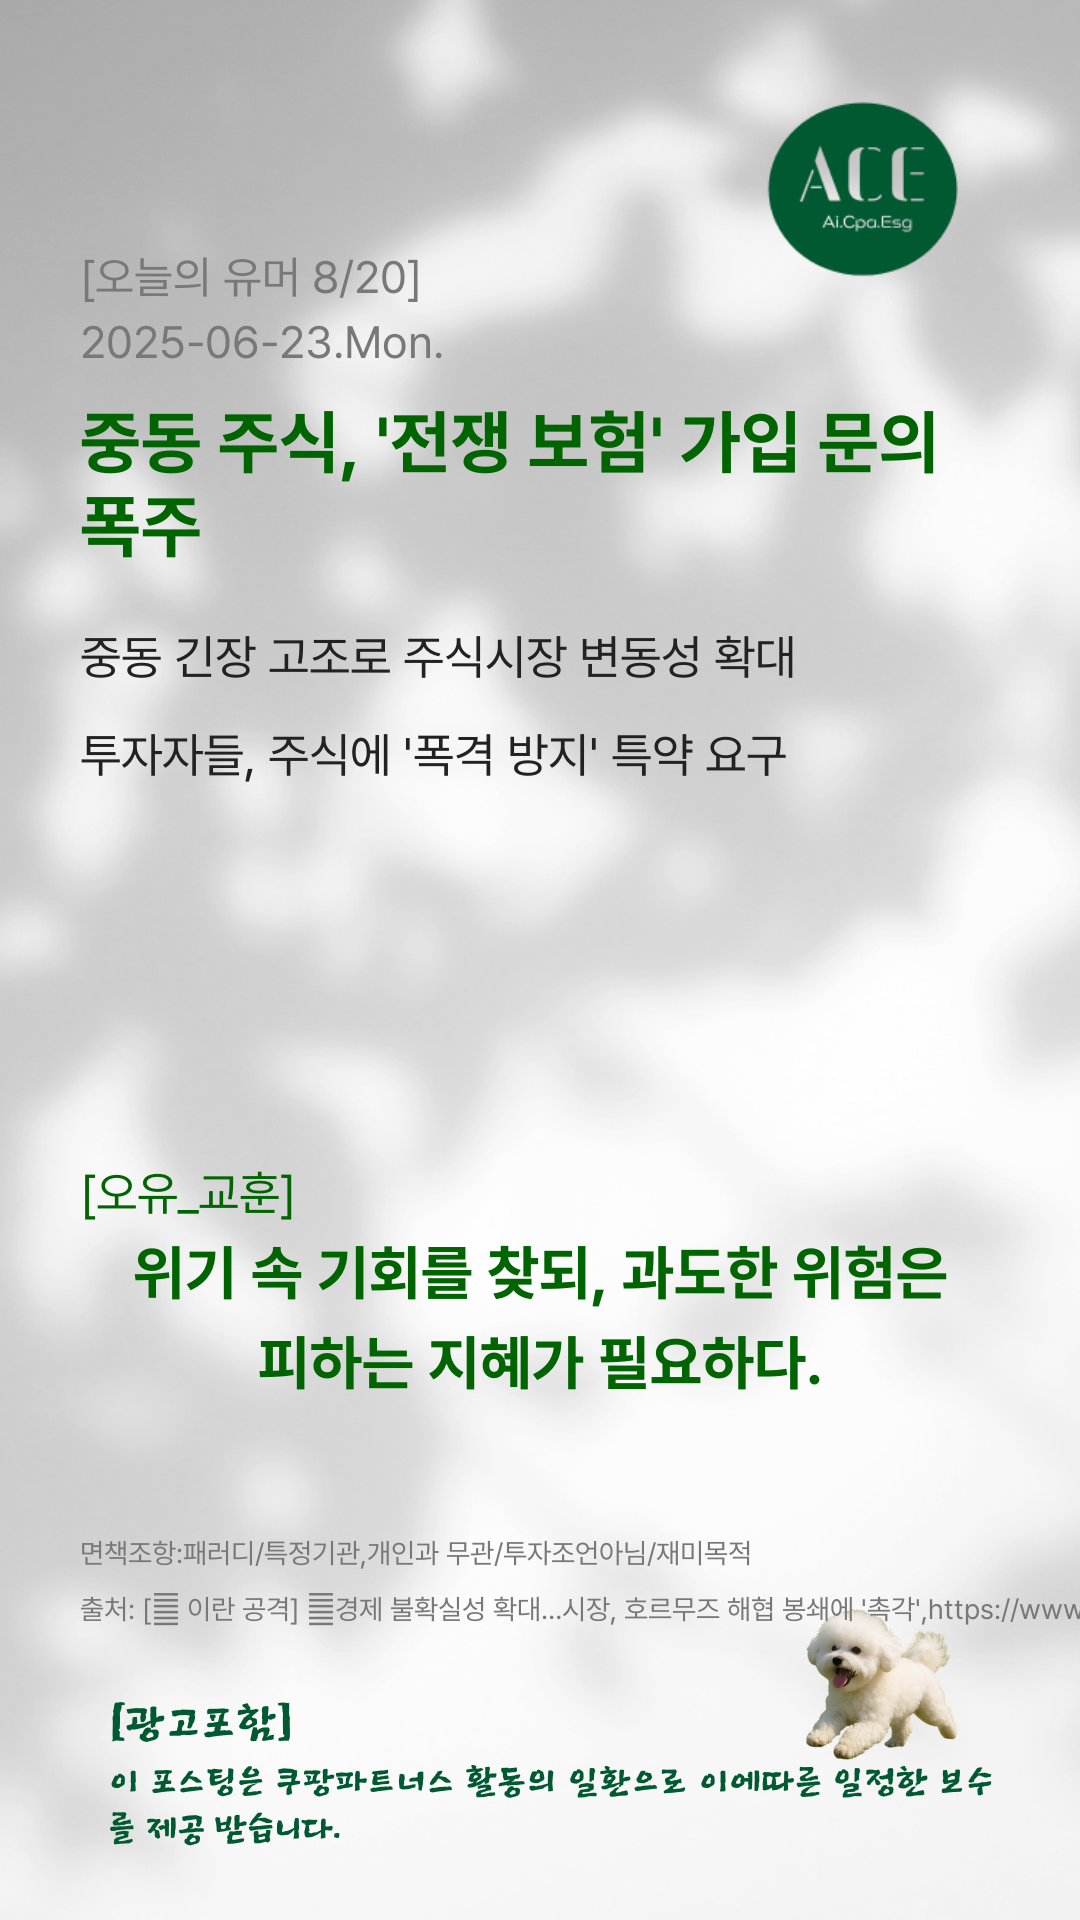 ACE
Ai.Cpa.Esg
[오늘의 유머 8/20]
2025-06-23.Mon.
중동 주식, '전쟁 보험' 가입 문의
폭주
중동 긴장 고조로 주식시장 변동성 확대
투자자들, 주식에 '폭격 방지' 특약 요구
[오유_교훈]
위기 속 기회를 찾되, 과도한 위험은
피하는 지혜가 필요하다.
면책조항:패러디/특정기관,개인과 무관/투자조언아님/재미목적
출처: [ 이란 공격] 경제 불확실성 확대…시장, 호르무즈 해협 봉쇄에 '촉각',https://www
[광고포함]
이 포스팅은 쿠팡파트너스 활동의 일환으로 이에따른 일정한 보수
를 제공 받습니다.